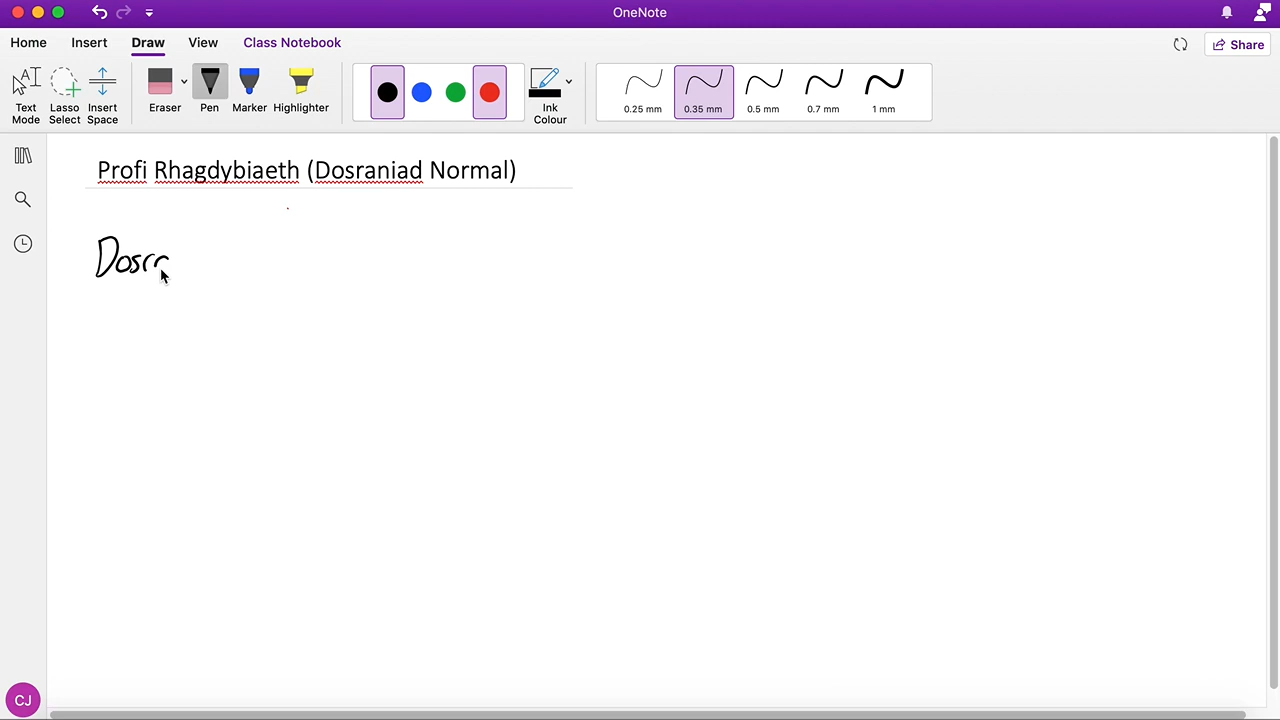 OneNote
Home Insert Draw View Class Notebook Share
Text Mode Lasso Select Insert Space Eraser Pen Marker Highlighter Ink Colour 0.25 mm 0.35 mm 0.5 mm 0.7 mm 1 mm
Profi Rhagdybiaeth (Dosraniad Normal)
Dosr
CJ